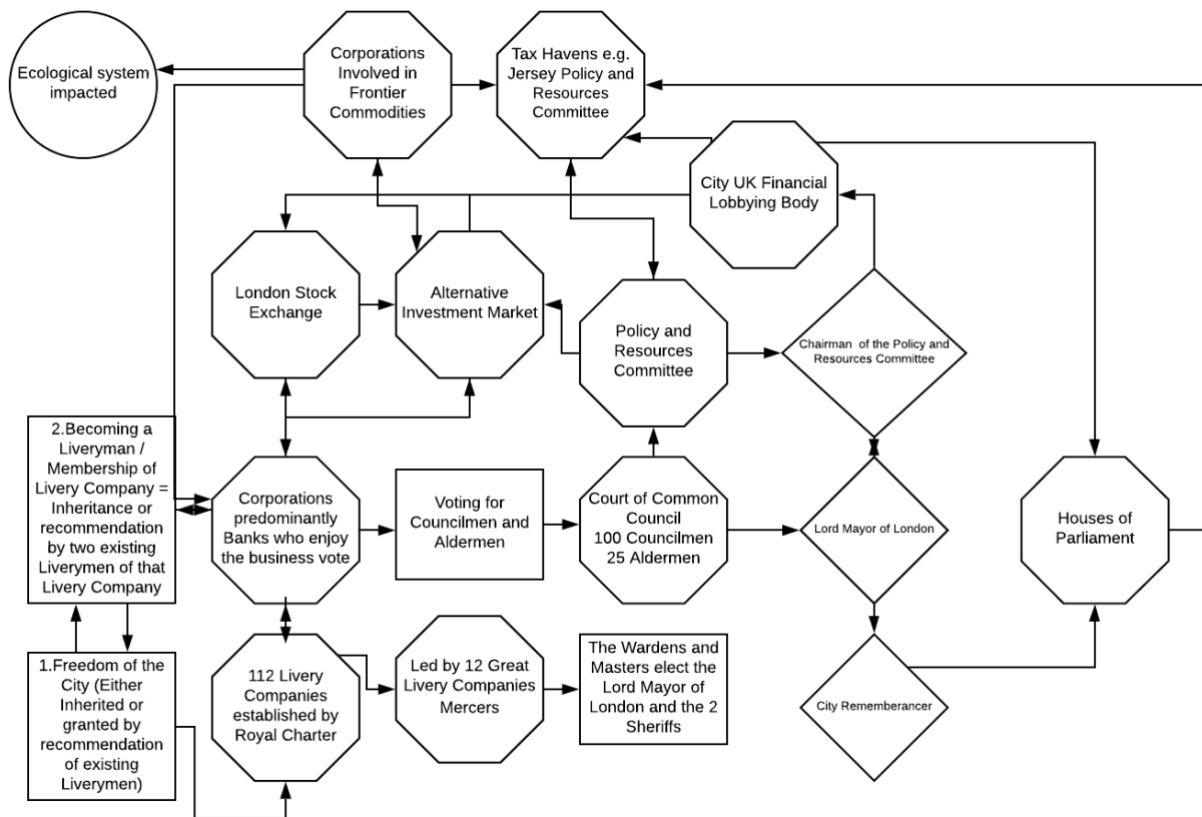 Ecological system
impacted
Corporations
Involved in
Frontier
Commodities
Tax Havens e.g.
Jersey Policy and
Resources
Committee
City UK Financial
Lobbying Body
London Stock
Exchange
Alternative
Investment Market
Policy and
Resources
Committee
Chairman of the Policy and
Resources Committee
2.Becoming a
Liveryman /
Membership of
Livery Company =
Inheritance or
recommendation
by two existing
Liverymen of that
Livery Company
Corporations
predominantly
Banks who enjoy
the business vote
Voting for
Councilmen and
Aldermen
Court of Common
Council
100 Councilmen
25 Aldermen
Lord Mayor of London
Houses of
Parliament
1.Freedom of the
City (Either
Inherited or
granted by
recommendation
of existing
Liverymen)
112 Livery
Companies
established by
Royal Charter
Led by 12 Great
Livery Companies
Mercers
The Wardens and
Masters elect the
Lord Mayor of
London and the 2
Sheriffs
City Rememberancer